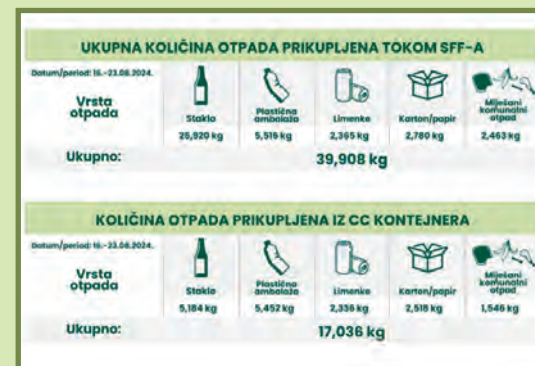 UKUPNA KOLIČINA OTPADA PRIKUPLJENA TOKOM SFF-A
Datum/period: 16.-23.08.2024.
Vrsta
otpada
Staklo
Plastična
ambalaža
Limenke
Karton/papir
Miješani
komunalni
otpad
25,920 kg
5,516 kg
2,365 kg
2,780 kg
2,463 kg
Ukupno:
39,908 kg
KOLIČINA OTPADA PRIKUPLJENA IZ CC KONTEJNERA
Datum/period: 16.-23.08.2024.
Vrsta
otpada
Staklo
Plastična
ambalaža
Limenke
Karton/papir
Miješani
komunalni
otpad
5,184 kg
5,452 kg
2,336 kg
2,518 kg
1,546 kg
Ukupno:
17,036 kg